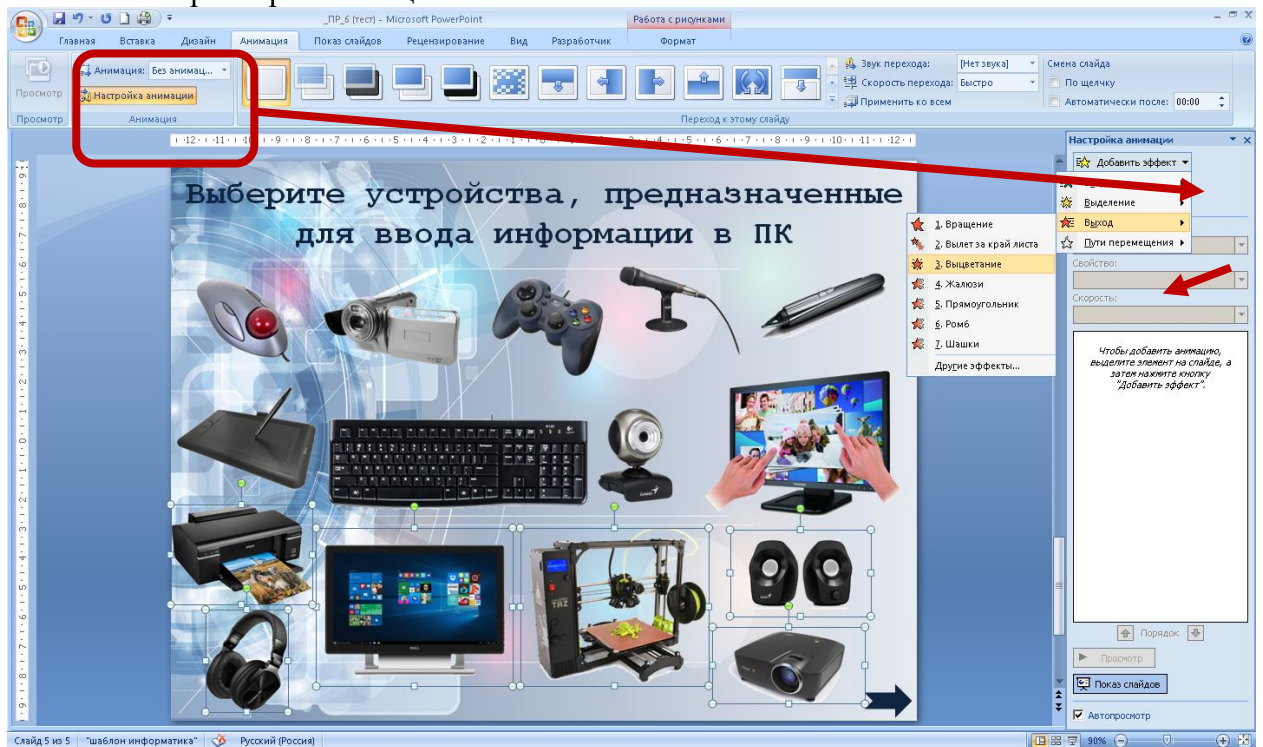 _ПР_6 (тест) - Microsoft PowerPoint
Работа с рисунками
Главная Вставка Дизайн Анимация Показ слайдов Рецензирование Вид Разработчик Формат
Просмотр
Анимация: Без анимац...
Настройка анимации
Звук перехода: [Нет звука]
Скорость перехода: Быстро
Применить ко всем
Смена слайда
По щелчку
Автоматически после: 00:00
Просмотр Анимация Переход к этому слайду
Настройка анимации
Добавить эффект
Выделение
Выход
Пути перемещения
Свойство:
Скорость:
1. Вращение
2. Вылет за край листа
3. Выцветание
4. Жалюзи
5. Прямоугольник
6. Ромб
7. Шашки
Другие эффекты...
Чтобы добавить анимацию,
выделите элемент на слайде, а
затем нажмите кнопку
"Добавить эффект".
Выберите устройства, предназначенные
для ввода информации в ПК
Порядок
Просмотр
Показ слайдов
Автопросмотр
Слайд 5 из 5 "шаблон информатика" Русский (Россия) 90%